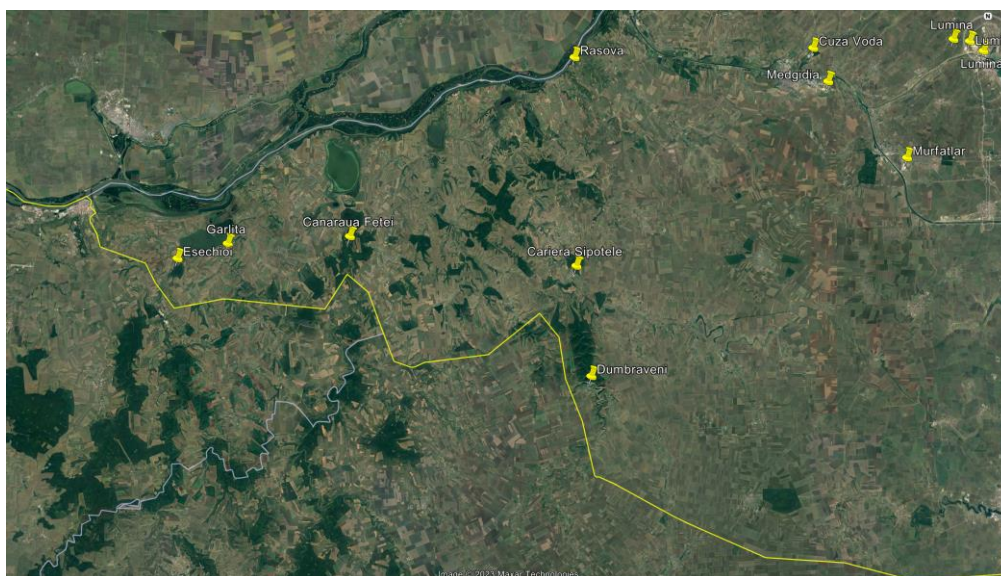 N
Lumina
Cuza Voda
Lum
Rasova
Lumina
Medgidia
Murfatlar
Canaraua Fetei
Garlita
Esechioi
Cariera Sipotele
Dumbraveni
Image © 2023 Maxar Technologies